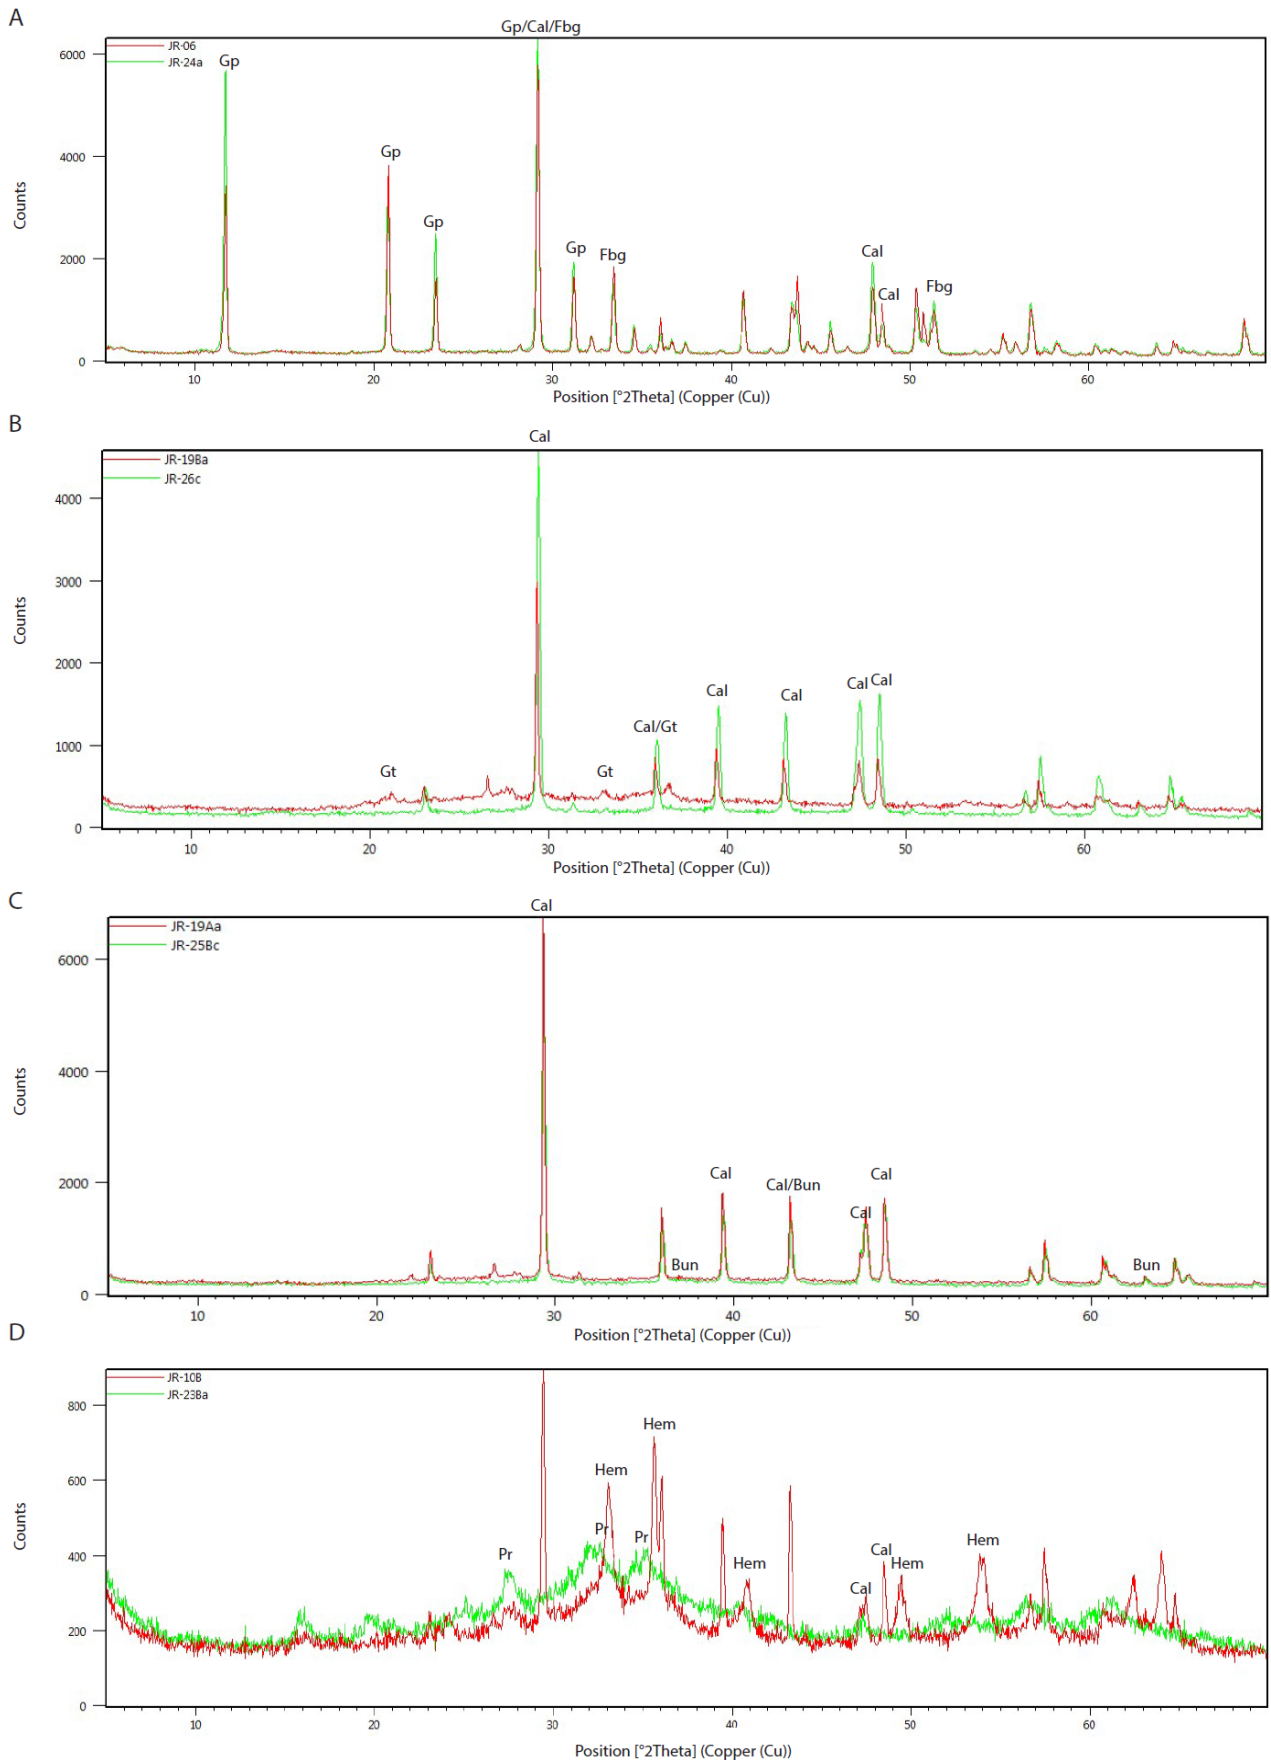 A
Gp/Cal/Fbg
JR-06
JR-24a
Gp
Gp
Gp
Gp
Fbg
Cal
Cal
Fbg
6000
4000
2000
0
Counts
10 20 30 40 50 60
Position [°2Theta] (Copper (Cu))
B
Cal
JR-19Ba
JR-26c
Gt
Gt
Cal/Gt
Cal
Cal
Cal
Cal
4000
3000
2000
1000
0
Counts
10 20 30 40 50 60
Position [°2Theta] (Copper (Cu))
C
Cal
JR-19Aa
JR-25Bc
Bun
Cal
Cal/Bun
Cal
Cal
Bun
6000
4000
2000
0
Counts
10 20 30 40 50 60
Position [°2Theta] (Copper (Cu))
D
JR-10B
JR-23Ba
Pr
Hem
Pr
Hem
Pr
Hem
Cal
Cal
Hem
Hem
800
600
400
200
0
Counts
10 20 30 40 50 60
Position [°2Theta] (Copper (Cu))